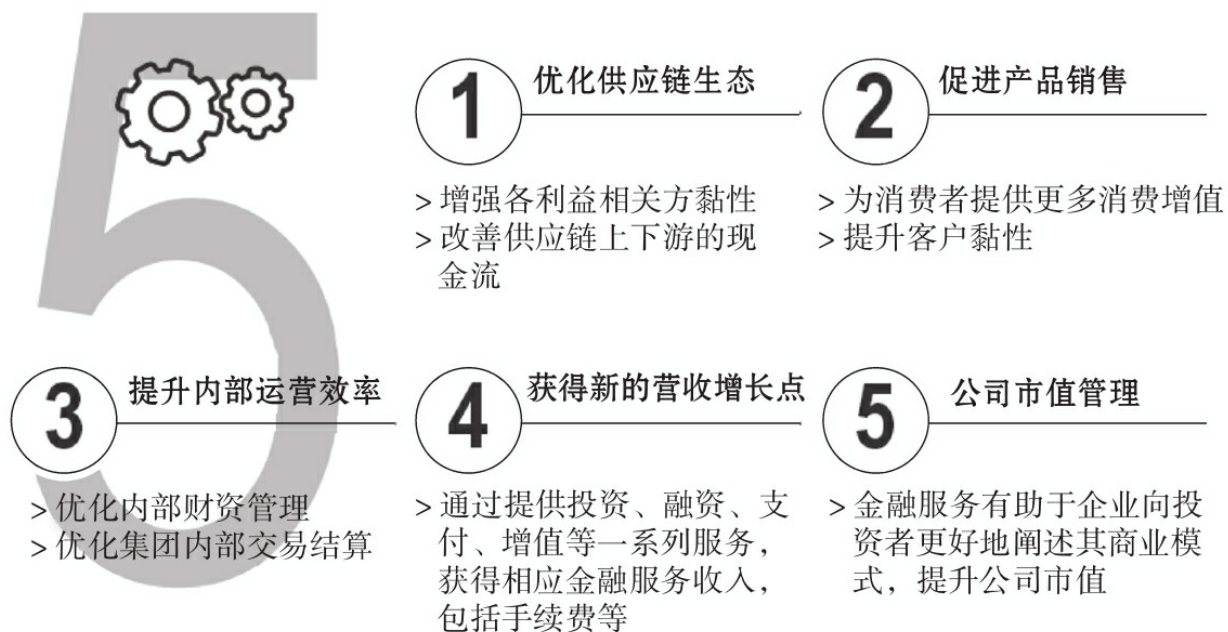 5
1
优化供应链生态
> 增强各利益相关方黏性
> 改善供应链上下游的现
金流
2
促进产品销售
> 为消费者提供更多消费增值
> 提升客户黏性
3
提升内部运营效率
> 优化内部财资管理
> 优化集团内部交易结算
4
获得新的营收增长点
> 通过提供投资、融资、支
付、增值等一系列服务，
获得相应金融服务收入，
包括手续费等
5
公司市值管理
> 金融服务有助于企业向投
资者更好地阐述其商业模
式，提升公司市值